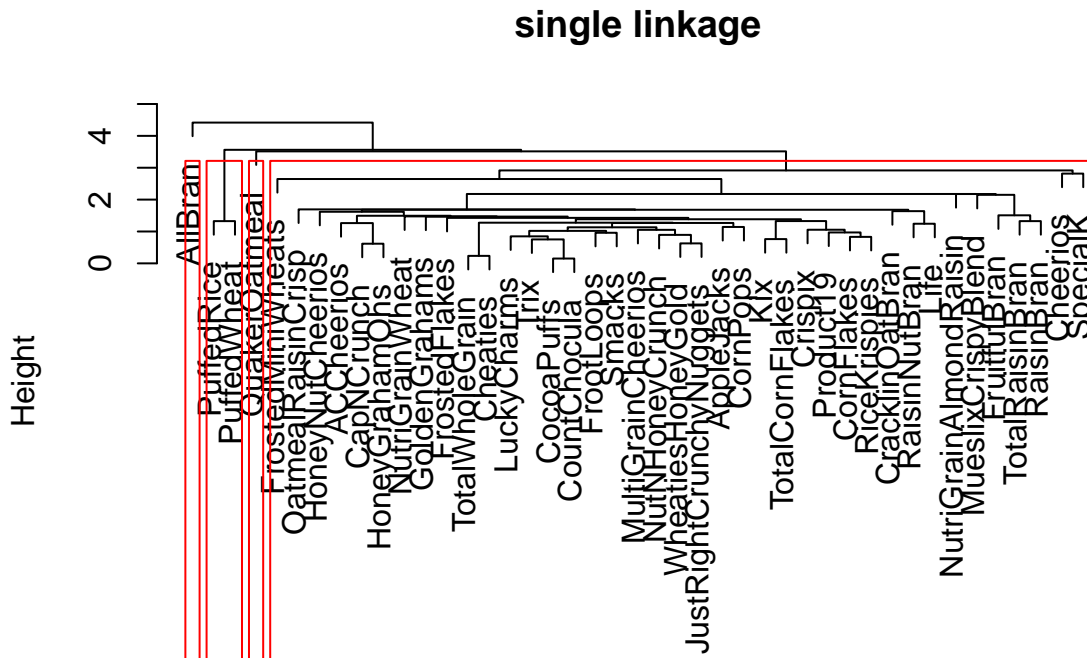 single linkage
Height
0
2
4
AllBran
PuffedRice
PuffedWheat
QuakerOatmeal
FrostedMiniWheats
OatmealRaisinCrisp
HoneyNutCheerios
ACCheerios
CapNCrunch
HoneyGrahamOhs
NutriGrainWheat
GoldenGrahams
FrostedFlakes
TotalWholeGrain
Cheaties
LuckyCharms
Trix
CocoaPuffs
CountChocula
FrootLoops
Smacks
MultiGrainCheerios
NutNHoneyCrunch
WheatiesHoneyGold
JustRightCrunchyNuggets
AppleJacks
CornPops
Kix
TotalCornFlakes
Crispix
Product19
CornFlakes
RiceKrispies
CracklinOatBran
RaisinNutBran
Life
NutriGrainAlmondRaisin
MueslixCrispyBlend
FruitfulBran
TotalRaisinBran
RaisinBran
Cheerios
SpecialK